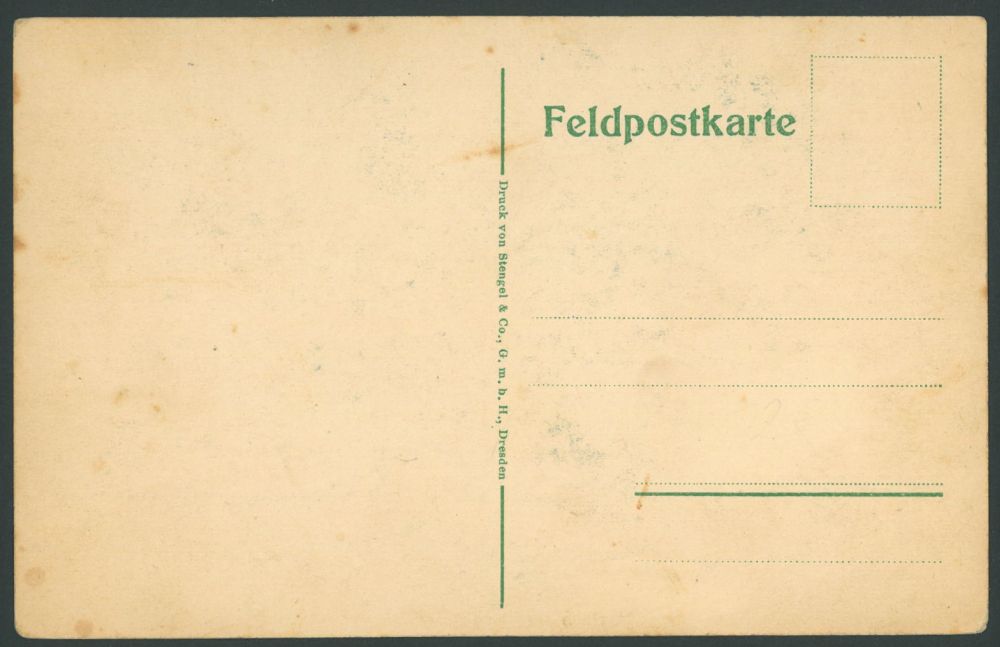 Feldpostkarte
Druck von Stengel & Co., G. m. b. H., Dresden